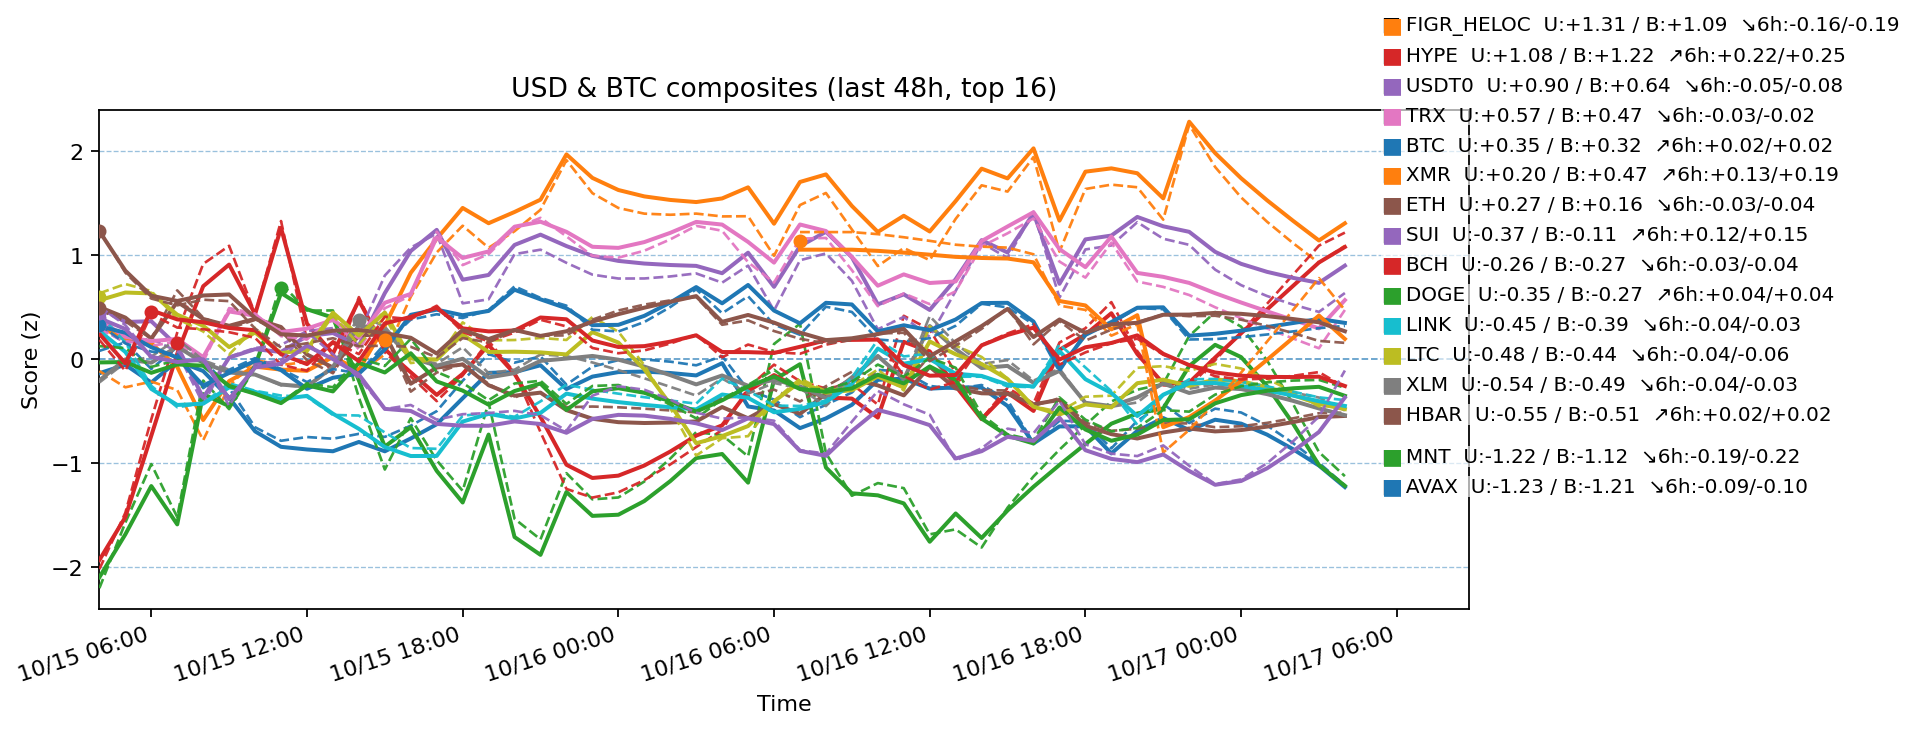 USD & BTC composites (last 48h, top 16)
FIGR_HELOC  U:+1.31 / B:+1.09  ↘6h:-0.16/-0.19
HYPE  U:+1.08 / B:+1.22  ↗6h:+0.22/+0.25
USDT0  U:+0.90 / B:+0.64  ↘6h:-0.05/-0.08
TRX  U:+0.57 / B:+0.47  ↘6h:-0.03/-0.02
BTC  U:+0.35 / B:+0.32  ↗6h:+0.02/+0.02
XMR  U:+0.20 / B:+0.47  ↗6h:+0.13/+0.19
ETH  U:+0.27 / B:+0.16  ↘6h:-0.03/-0.04
SUI  U:-0.37 / B:-0.11  ↗6h:+0.12/+0.15
BCH  U:-0.26 / B:-0.27  ↘6h:-0.03/-0.04
DOGE  U:-0.35 / B:-0.27  ↗6h:+0.04/+0.04
LINK  U:-0.45 / B:-0.39  ↘6h:-0.04/-0.03
LTC  U:-0.48 / B:-0.44  ↘6h:-0.04/-0.06
XLM  U:-0.54 / B:-0.49  ↘6h:-0.04/-0.03
HBAR  U:-0.55 / B:-0.51  ↗6h:+0.02/+0.02
MNT  U:-1.22 / B:-1.12  ↘6h:-0.19/-0.22
AVAX  U:-1.23 / B:-1.21  ↘6h:-0.09/-0.10
Score (z)
2
1
0
−1
−2
10/15 06:00
10/15 12:00
10/15 18:00
10/16 00:00
10/16 06:00
10/16 12:00
10/16 18:00
10/17 00:00
10/17 06:00
Time